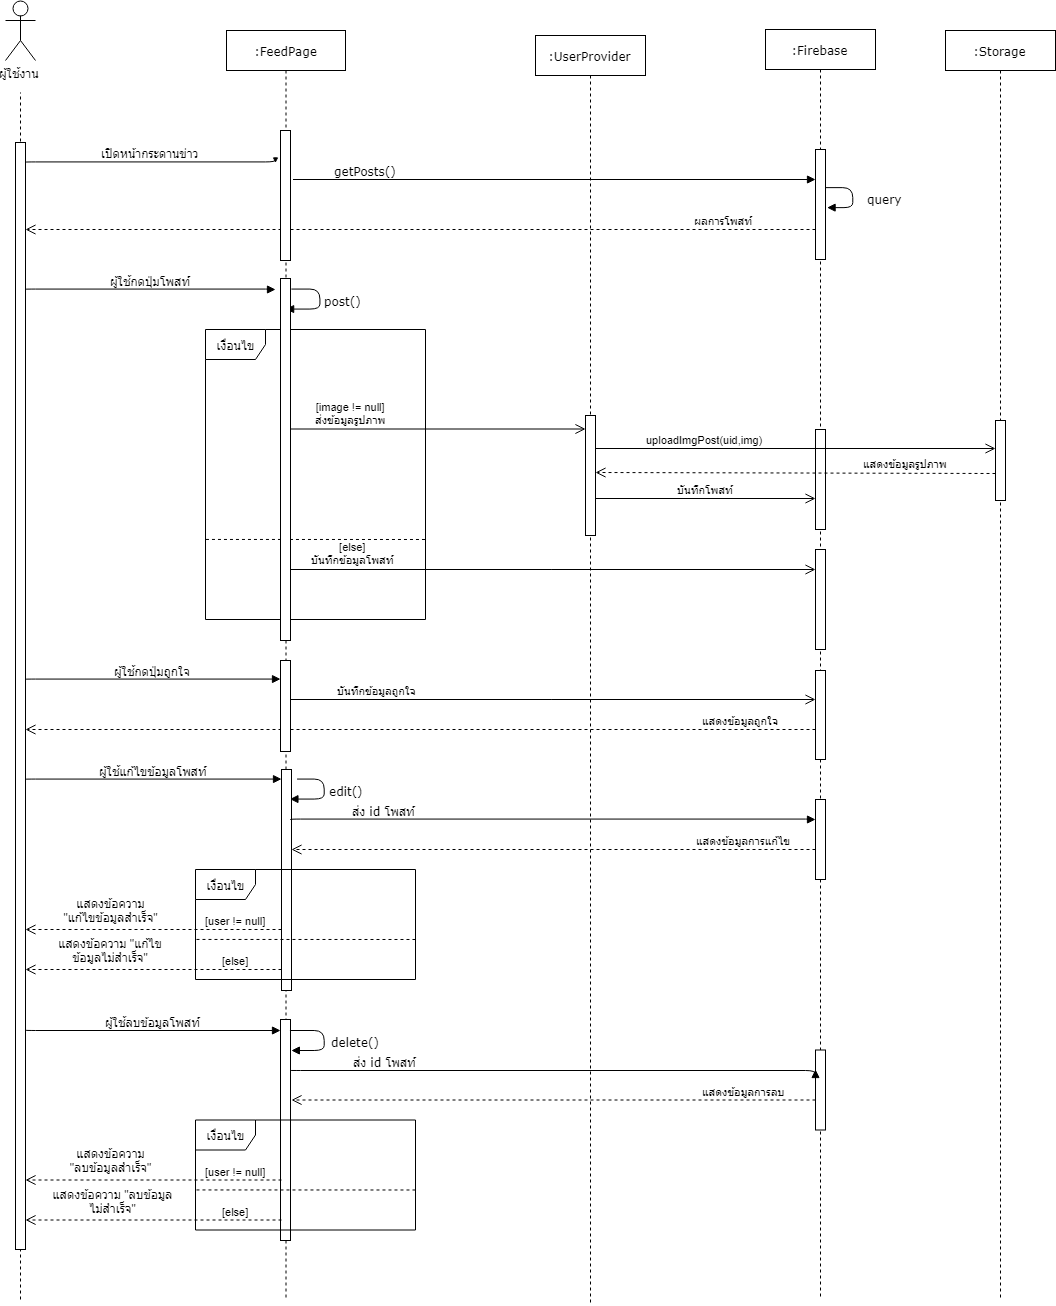 ผู้ใช้งาน
:FeedPage
:UserProvider
:Firebase
:Storage
เปิดหน้ากระดานข่าว
getPosts()
query
ผลการโพสท์
ผู้ใช้กดปุ่มโพสท์
post()
เงื่อนไข
[image != null]
ส่งข้อมูลรูปภาพ
uploadImgPost(uid,img)
แสดงข้อมูลรูปภาพ
บันทึกโพสท์
[else]
บันทึกข้อมูลโพสท์
ผู้ใช้กดปุ่มถูกใจ
บันทึกข้อมูลถูกใจ
แสดงข้อมูลถูกใจ
ผู้ใช้แก้ไขข้อมูลโพสท์
edit()
ส่ง id โพสท์
แสดงข้อมูลการแก้ไข
เงื่อนไข
แสดงข้อความ
"แก้ไขข้อมูลสำเร็จ"
[user != null]
แสดงข้อความ "แก้ไข
ข้อมูลไม่สำเร็จ"
[else]
ผู้ใช้ลบข้อมูลโพสท์
delete()
ส่ง id โพสท์
แสดงข้อมูลการลบ
เงื่อนไข
แสดงข้อความ
"ลบข้อมูลสำเร็จ"
[user != null]
แสดงข้อความ "ลบข้อมูล
ไม่สำเร็จ"
[else]